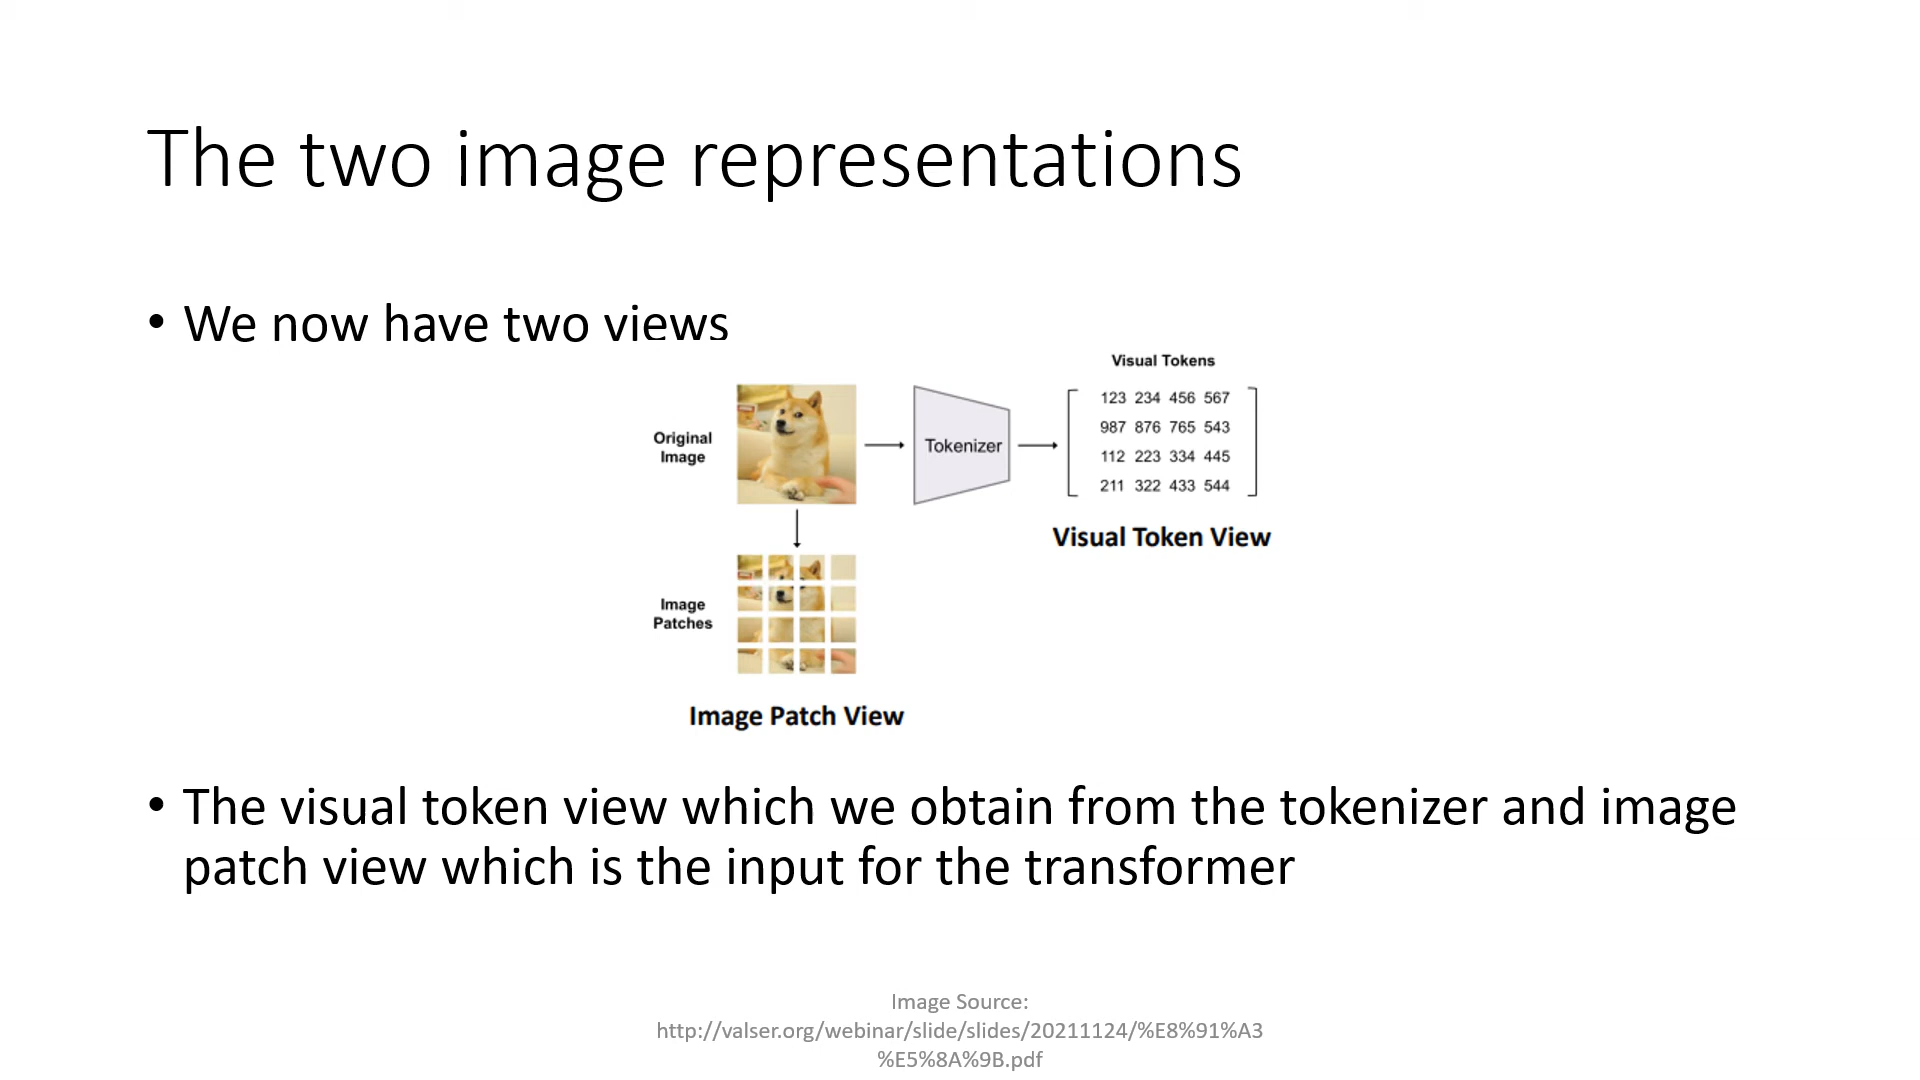 The two image representations
• We now have two views
Visual Tokens
Original
Image
Tokenizer
123 234 456 567
987 876 765 543
112 223 334 445
211 322 433 544
Visual Token View
Image
Patches
Image Patch View
• The visual token view which we obtain from the tokenizer and image
patch view which is the input for the transformer
Image Source:
http://valser.org/webinar/slide/slides/20211124/%E8%91%A3
%E5%8A%9B.pdf